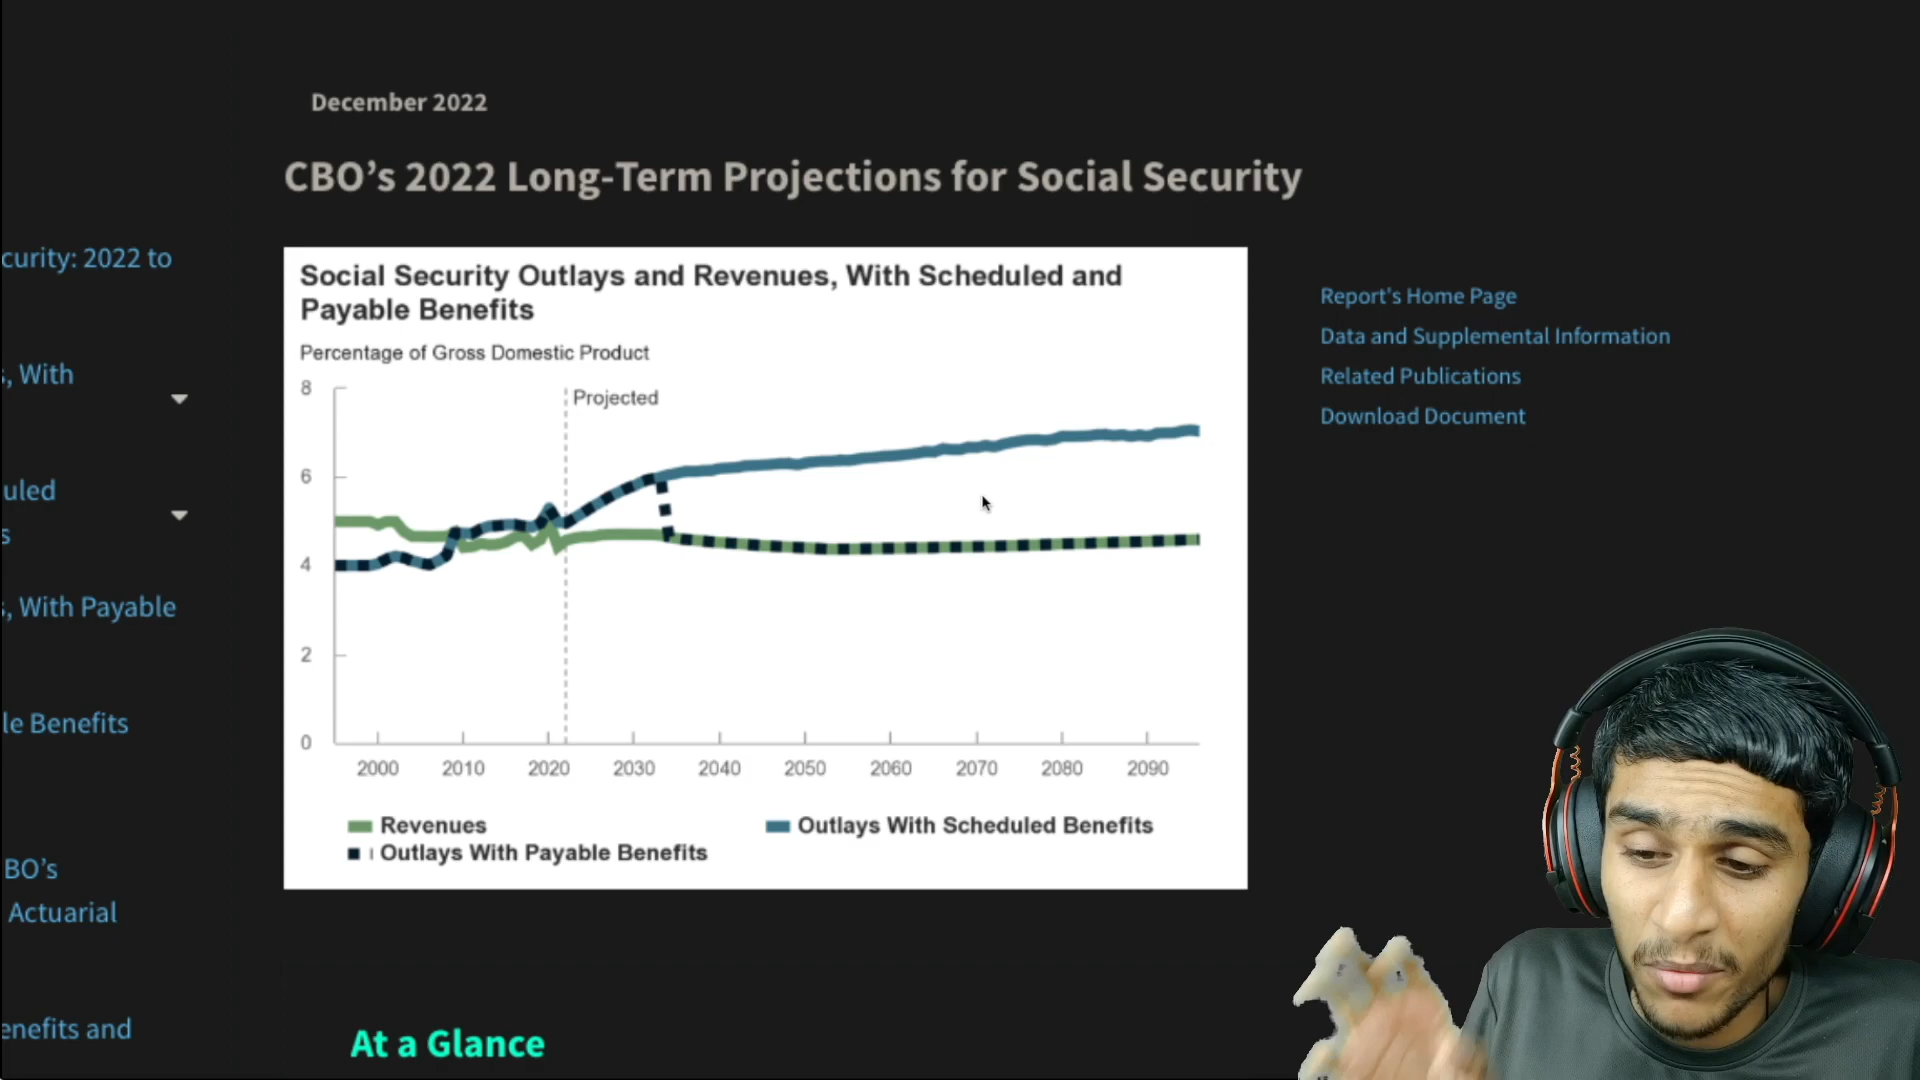 December 2022
CBO’s 2022 Long-Term Projections for Social Security
curity: 2022 to
s, With
uled
s
s, With Payable
le Benefits
BO’s
Actuarial
enefits and
Social Security Outlays and Revenues, With Scheduled and
Payable Benefits
Percentage of Gross Domestic Product
8
Projected
6
4
2
0
2000 2010 2020 2030 2040 2050 2060 2070 2080 2090
Revenues Outlays With Scheduled Benefits
Outlays With Payable Benefits
Report's Home Page
Data and Supplemental Information
Related Publications
Download Document
At a Glance